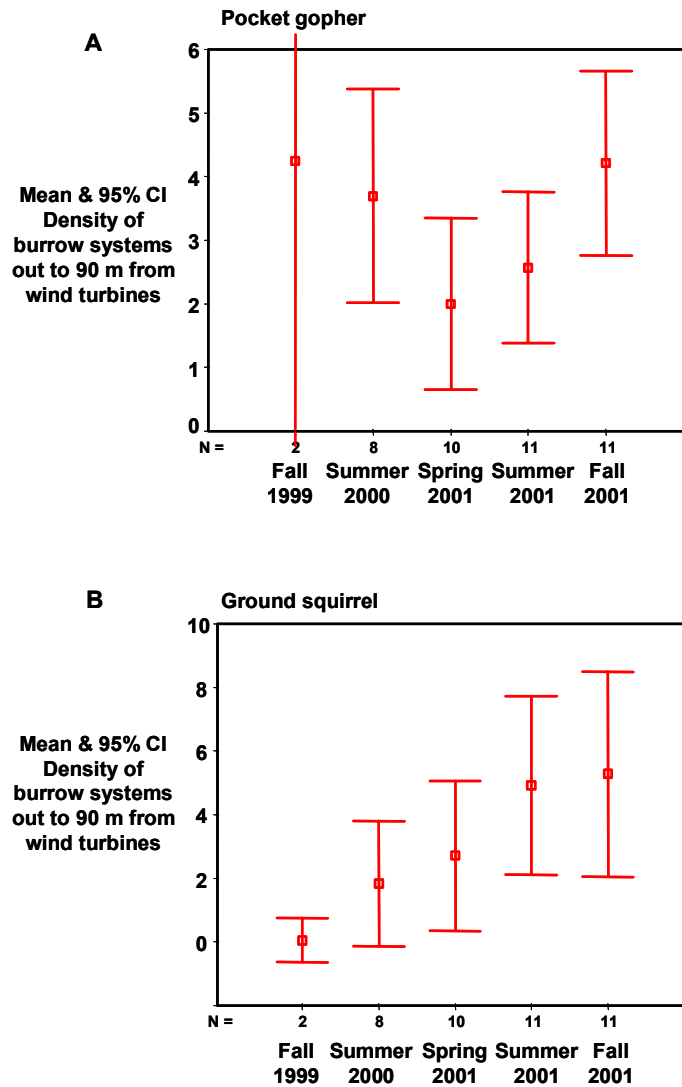 Pocket gopher
A
6
5
4
3
2
1
0
Mean & 95% CI
Density of
burrow systems
out to 90 m from
wind turbines
N = 2 8 10 11 11
Fall Summer Spring Summer Fall
1999 2000 2001 2001 2001
B
Ground squirrel
10
8
6
4
2
0
Mean & 95% CI
Density of
burrow systems
out to 90 m from
wind turbines
N = 2 8 10 11 11
Fall Summer Spring Summer Fall
1999 2000 2001 2001 2001